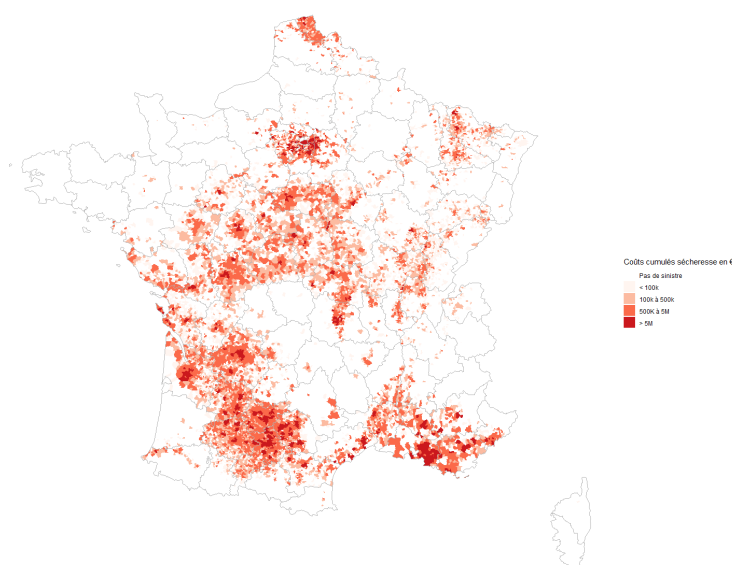 Coûts cumulés sécheresse en €
Pas de sinistre
< 100k
100k à 500k
500K à 5M
> 5M